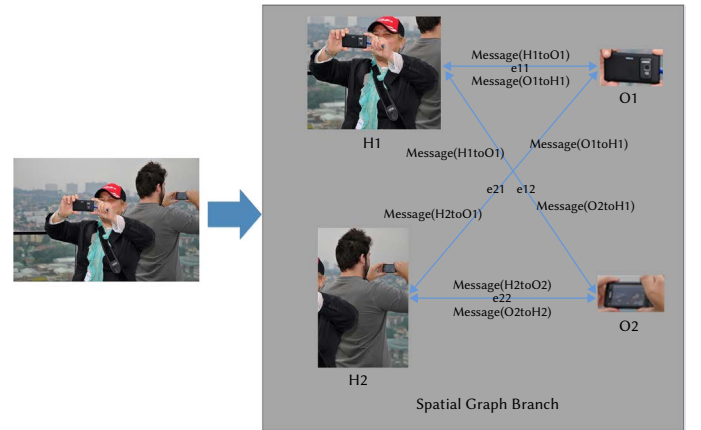 Message(H1toO1)
e11
Message(O1toH1)
H1
O1
Message(H1toO1)
Message(O1toH1)
e21
e12
Message(H2toO1)
Message(O2toH1)
Message(H2toO2)
e22
Message(O2toH2)
H2
O2
Spatial Graph Branch